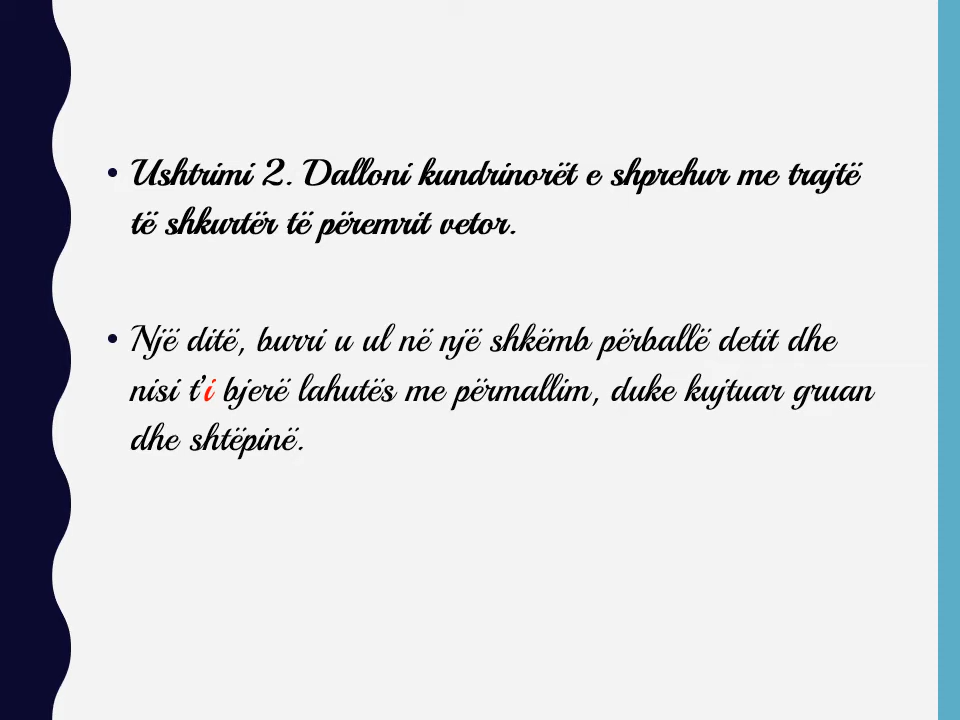 • Ushtrimi 2. Dalloni kundrinorët e shprehur me trajtë
të shkurtër të përemrit vetor.
• Një ditë, burri u ul në një shkëmb përballë detit dhe
nisi t’i bjerë lahutës me përmallim, duke kujtuar gruan
dhe shtëpinë.